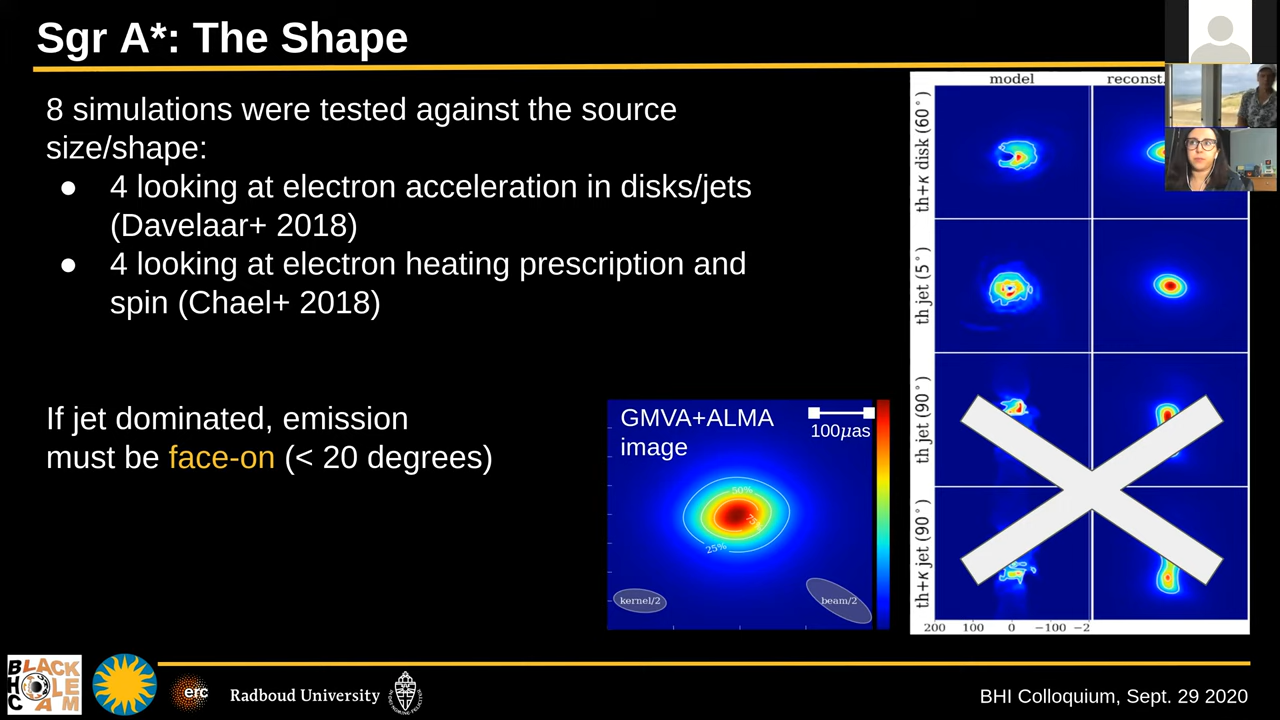 Sgr A*: The Shape
8 simulations were tested against the source
size/shape:
● 4 looking at electron acceleration in disks/jets
(Davelaar+ 2018)
● 4 looking at electron heating prescription and
spin (Chael+ 2018)
If jet dominated, emission
must be face-on (< 20 degrees)
GMVA+ALMA
image
100μas
50%
75%
25%
kernel/2
beam/2
model
reconst.
th+κ disk (60°)
th jet (5°)
th jet (90°)
th+κ jet (90°)
200 100 0 −100 −2
BLACK
HOLE
CAM
erc
Radboud University
BHI Colloquium, Sept. 29 2020